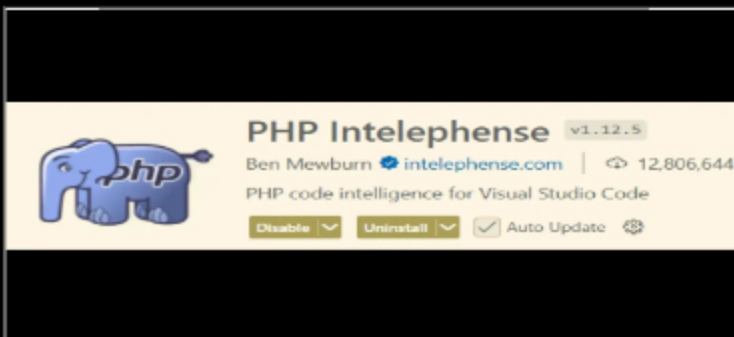 php
PHP Intelephense v1.12.5
Ben Mewburn intelephense.com 12,806,644
PHP code intelligence for Visual Studio Code
Disable Uninstall Auto Update